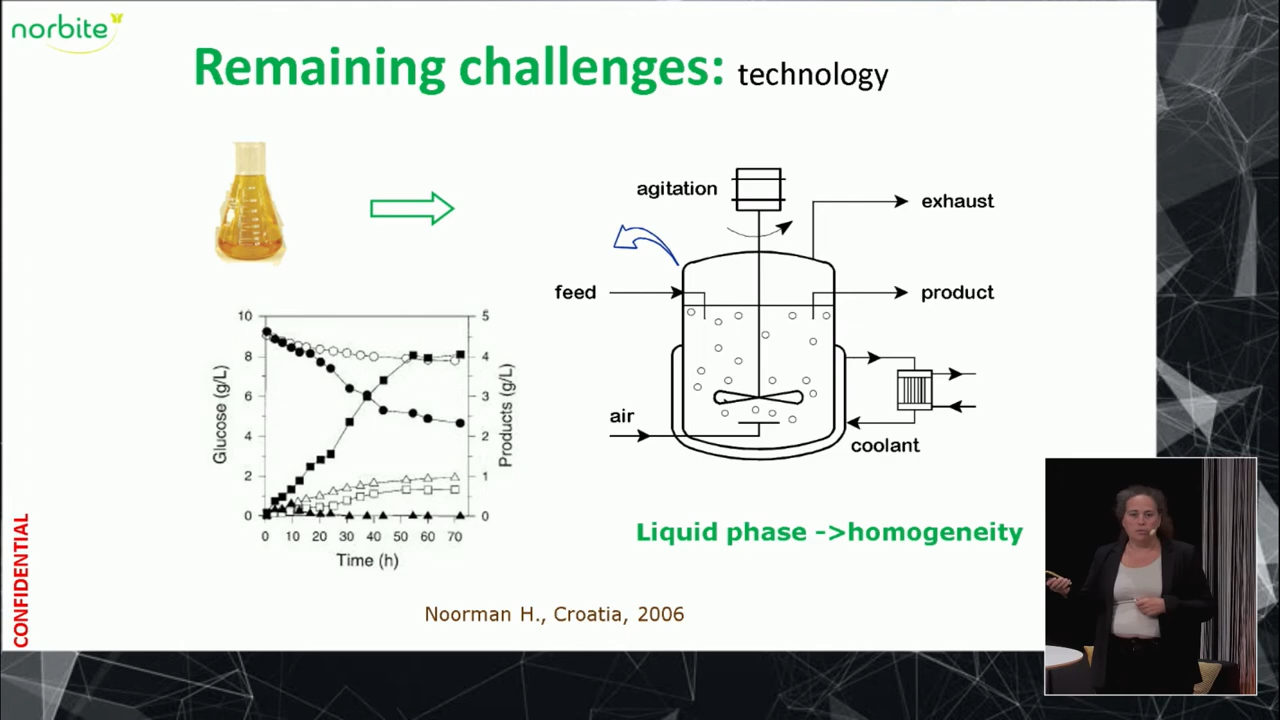 norbite
Remaining challenges: technology
agitation
exhaust
feed
product
air
coolant
10
8
6
4
2
0
Glucose (g/L)
5
4
3
2
1
0
Products (g/L)
0 10 20 30 40 50 60 70
Time (h)
Liquid phase ->homogeneity
Noorman H., Croatia, 2006
CONFIDENTIAL